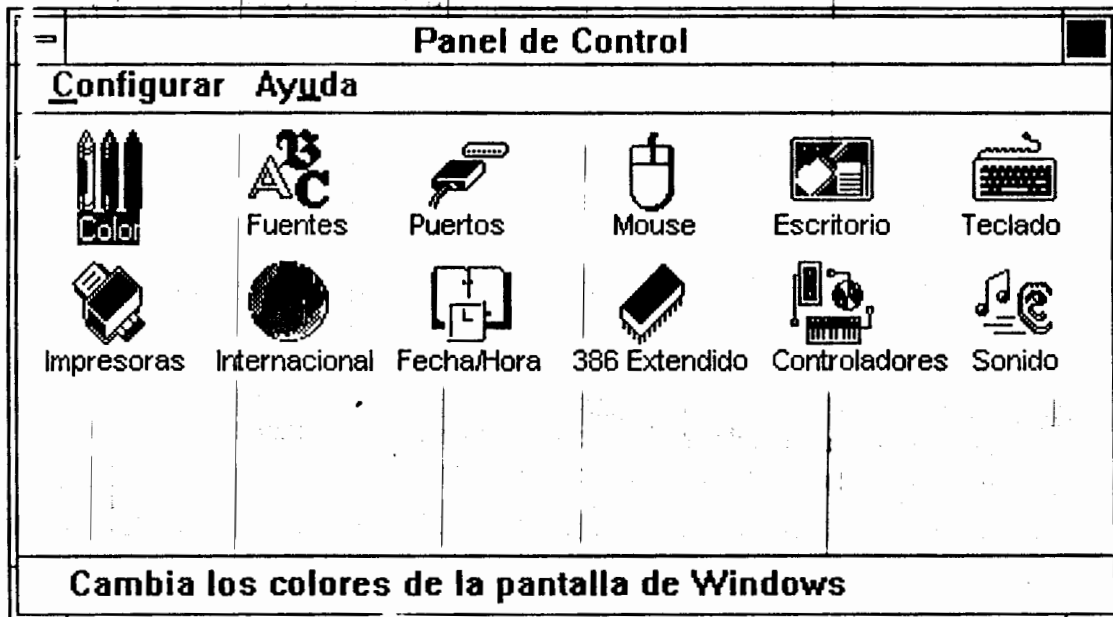 Panel de Control
Configurar Ayuda
Color Fuentes Puertos Mouse Escritorio Teclado
Impresoras Internacional Fecha/Hora 386 Extendido Controladores Sonido
Cambia los colores de la pantalla de Windows